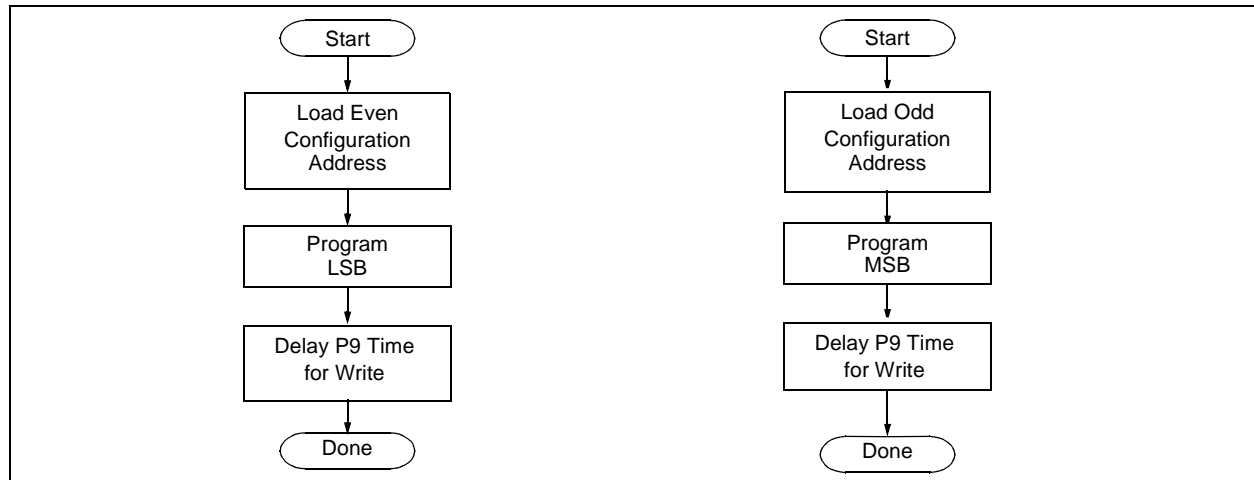 Start
Load Even
Configuration
Address
Program
LSB
Delay P9 Time
for Write
Done
Start
Load Odd
Configuration
Address
Program
MSB
Delay P9 Time
for Write
Done